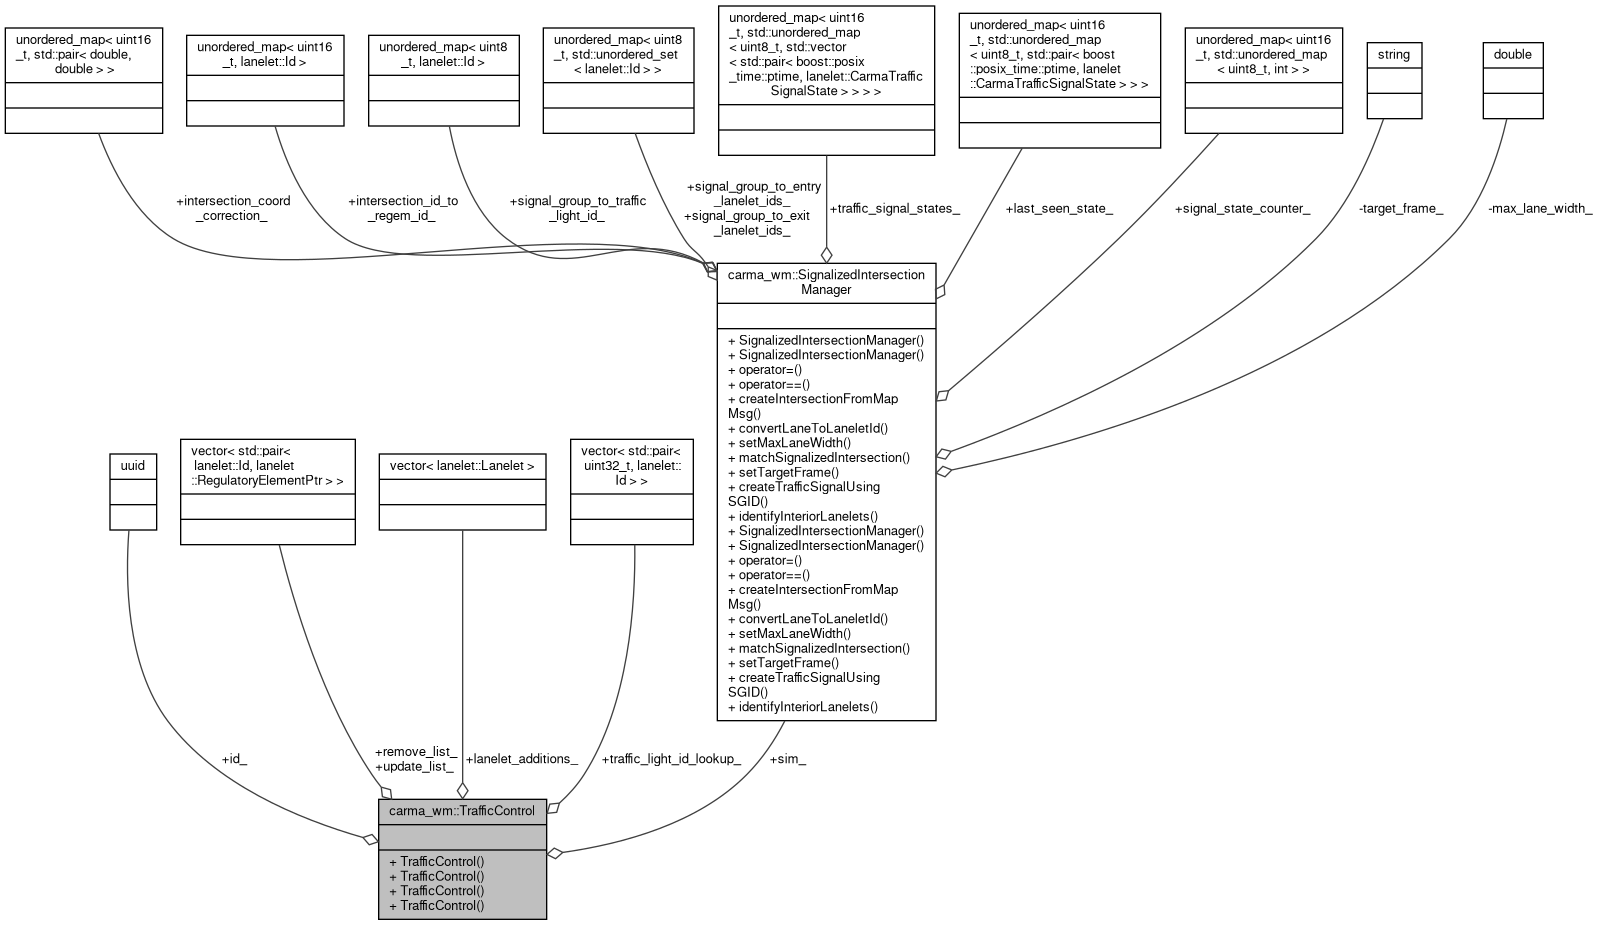 unordered_map< uint16
_t, std::pair< double,
double > >
unordered_map< uint16
_t, lanelet::Id >
unordered_map< uint8
_t, lanelet::Id >
unordered_map< uint8
_t, std::unordered_set
< lanelet::Id > >
unordered_map< uint16
_t, std::unordered_map
< uint8_t, std::vector
< std::pair< boost::posix
_time::ptime, lanelet::CarmaTraffic
SignalState > > > >
unordered_map< uint16
_t, std::unordered_map
< uint8_t, std::pair< boost
::posix_time::ptime, lanelet
::CarmaTrafficSignalState > > >
unordered_map< uint16
_t, std::unordered_map
< uint8_t, int > >
string
double
+intersection_coord
_correction_
+intersection_id_to
_regem_id_
+signal_group_to_traffic
_light_id_
+signal_group_to_entry
_lanelet_ids_
+signal_group_to_exit
_lanelet_ids_
+traffic_signal_states_
+last_seen_state_
+signal_state_counter_
-target_frame_
-max_lane_width_
carma_wm::SignalizedIntersection
Manager
+ SignalizedIntersectionManager()
+ SignalizedIntersectionManager()
+ operator=()
+ operator==()
+ createIntersectionFromMap
Msg()
+ convertLaneToLaneletId()
+ setMaxLaneWidth()
+ matchSignalizedIntersection()
+ setTargetFrame()
+ createTrafficSignalUsing
SGID()
+ identifyInteriorLanelets()
+ SignalizedIntersectionManager()
+ SignalizedIntersectionManager()
+ operator=()
+ operator==()
+ createIntersectionFromMap
Msg()
+ convertLaneToLaneletId()
+ setMaxLaneWidth()
+ matchSignalizedIntersection()
+ setTargetFrame()
+ createTrafficSignalUsing
SGID()
+ identifyInteriorLanelets()
uuid
vector< std::pair<
lanelet::Id, lanelet
::RegulatoryElementPtr > >
vector< lanelet::Lanelet >
vector< std::pair<
uint32_t, lanelet::
Id > >
+id_
+remove_list_
+update_list_
+lanelet_additions_
+traffic_light_id_lookup_
+sim_
carma_wm::TrafficControl
+ TrafficControl()
+ TrafficControl()
+ TrafficControl()
+ TrafficControl()